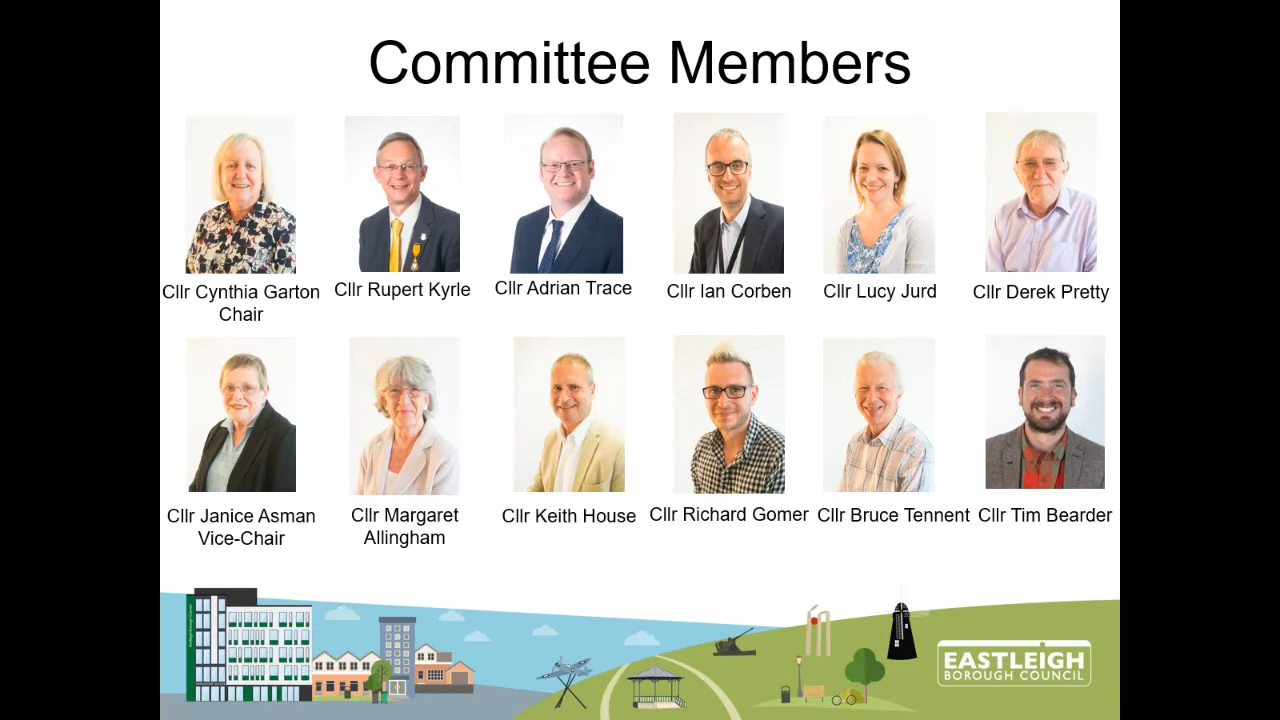 Committee Members
Cllr Cynthia Garton
Chair
Cllr Rupert Kyrle
Cllr Adrian Trace
Cllr Ian Corben
Cllr Lucy Jurd
Cllr Derek Pretty
Cllr Janice Asman
Vice-Chair
Cllr Margaret
Allingham
Cllr Keith House
Cllr Richard Gomer
Cllr Bruce Tennent
Cllr Tim Bearder
EASTLEIGH
BOROUGH COUNCIL